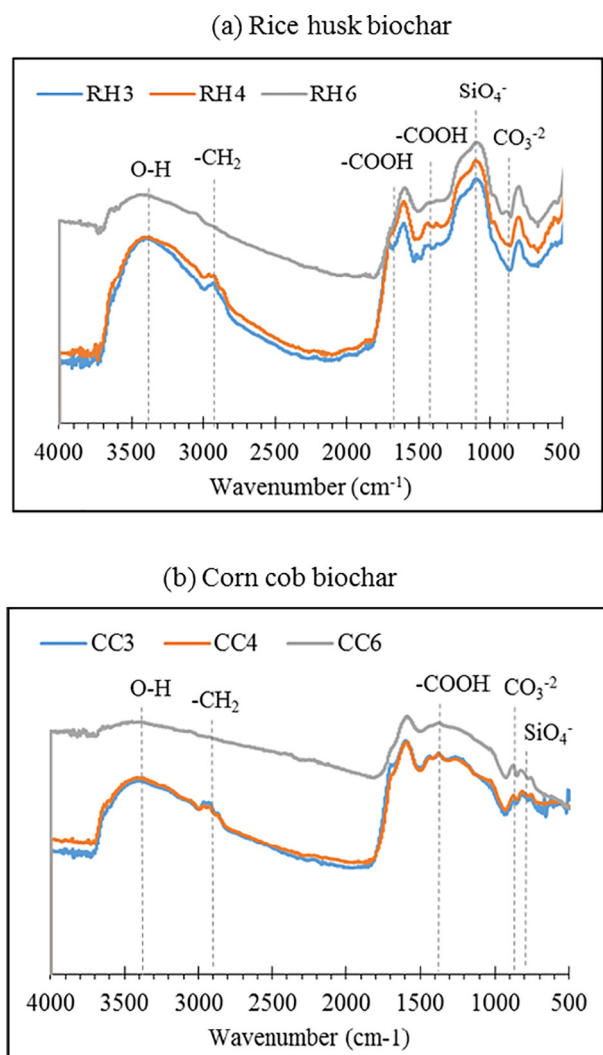 (a) Rice husk biochar
RH3 RH4 RH6
SiO₄⁻
-COOH
CO₃⁻²
-COOH
-CH₂
O-H
4000 3500 3000 2500 2000 1500 1000 500
Wavenumber (cm⁻¹)
(b) Corn cob biochar
CC3 CC4 CC6
O-H
-CH₂
-COOH
CO₃⁻²
SiO₄⁻
4000 3500 3000 2500 2000 1500 1000 500
Wavenumber (cm-1)